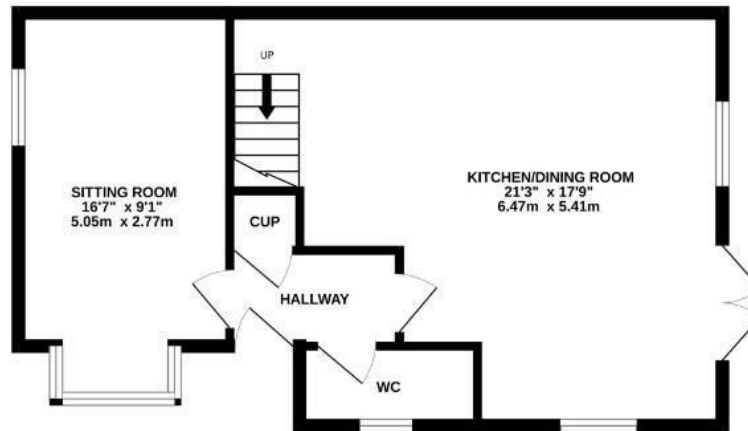 UP
SITTING ROOM
16'7" x 9'1"
5.05m x 2.77m
KITCHEN/DINING ROOM
21'3" x 17'9"
6.47m x 5.41m
CUP
HALLWAY
WC